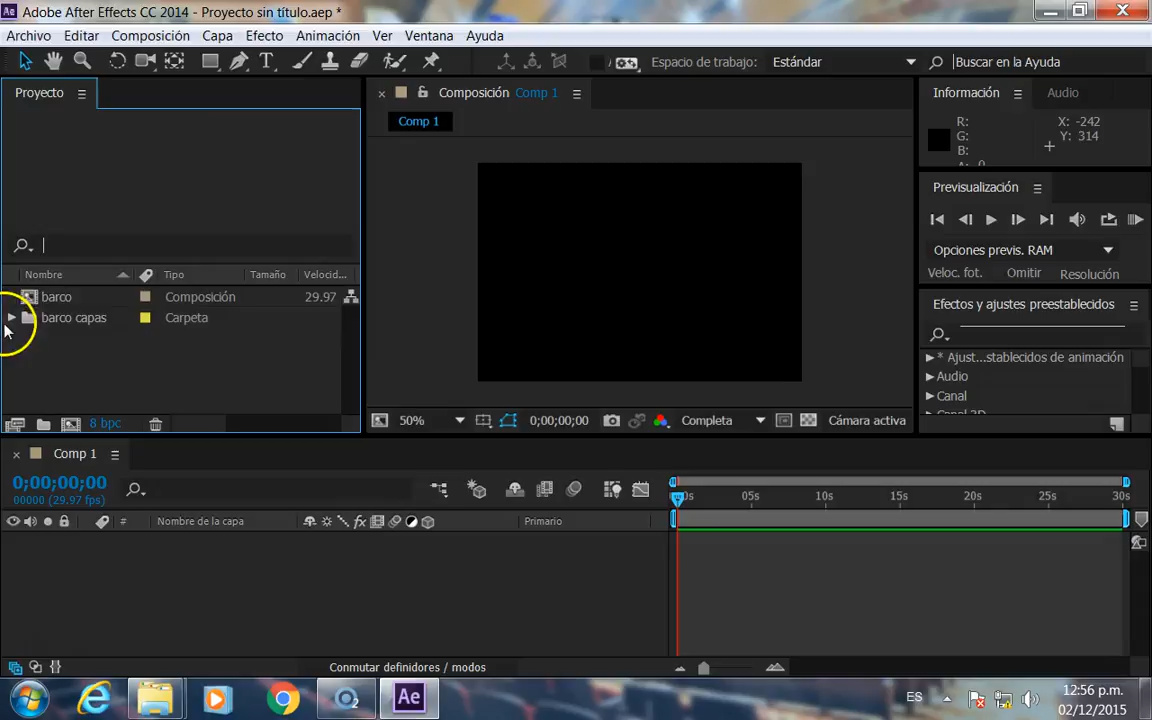 Adobe After Effects CC 2014 - Proyecto sin título.aep *
Archivo Editar Composición Capa Efecto Animación Ver Ventana Ayuda
Espacio de trabajo: Estándar Buscar en la Ayuda
Proyecto
Composición Comp 1
Comp 1
Información Audio
R:
G:
B:
X: -242
Y: 314
Previsualización
Opciones previs. RAM
Veloc. fot. Omitir Resolución
Efectos y ajustes preestablecidos
* Ajust...stablecidos de animación
Audio
Canal
Nombre Tipo Tamaño Velocid...
barco Composición 29.97
barco capas Carpeta
8 bpc
50% 0;00;00;00 Completa Cámara activa
Comp 1
0;00;00;00
00000 (29.97 fps)
05s 10s 15s 20s 25s 30s
# Nombre de la capa Primario
Conmutar definidores / modos
ES
12:56 p.m.
02/12/2015